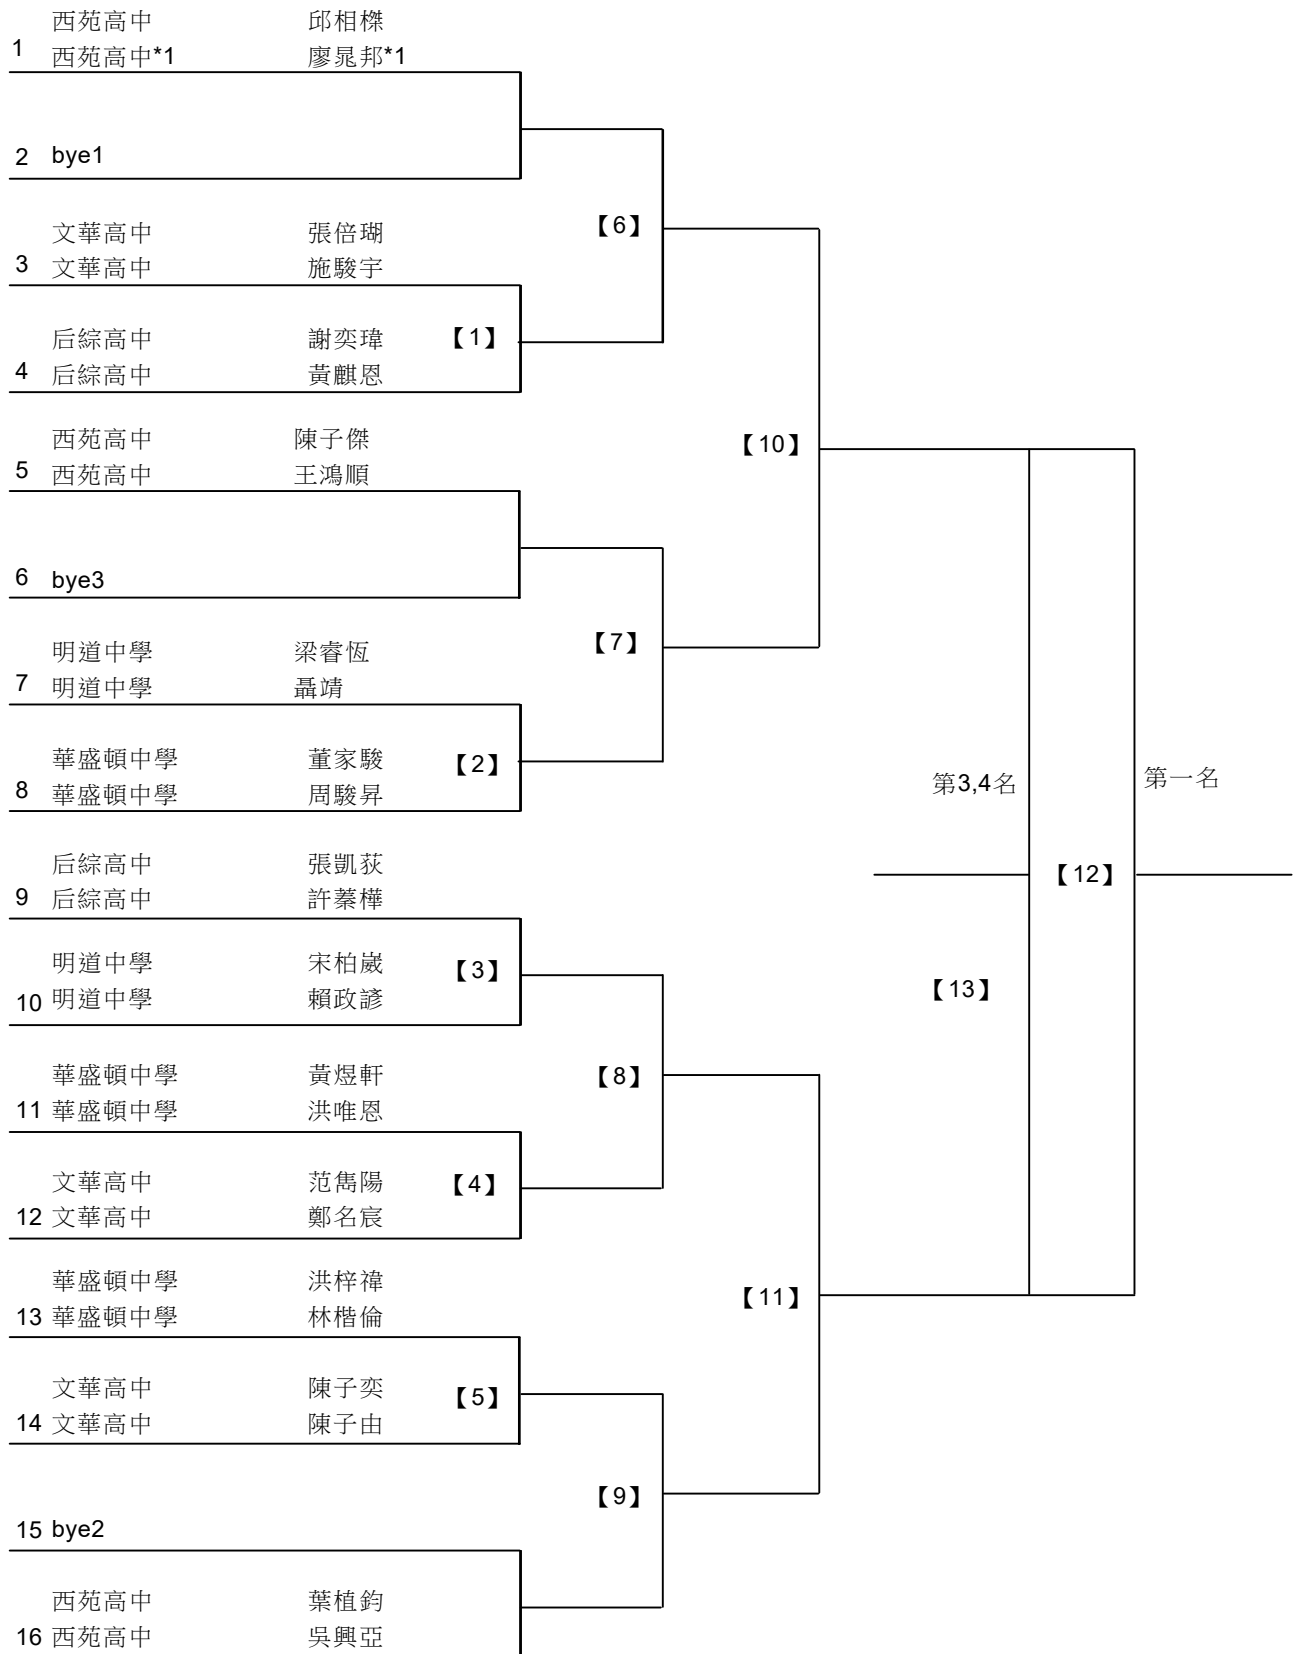 西苑高中 邱相榤
1 西苑高中*1 廖晁邦*1
2 bye1
文華高中 張倍瑚 【6】
3 文華高中 施駿宇
后綜高中 謝奕瑋 【1】
4 后綜高中 黃麒恩
西苑高中 陳子傑 【10】
5 西苑高中 王鴻順
6 bye3
明道中學 梁睿恆 【7】
7 明道中學 聶靖
華盛頓中學 董家駿 【2】 第3,4名 第一名
8 華盛頓中學 周駿昇
后綜高中 張凱荻 【12】
9 后綜高中 許蓁樺
明道中學 宋柏崴 【3】 【13】
10 明道中學 賴政諺
華盛頓中學 黃煜軒 【8】
11 華盛頓中學 洪唯恩
文華高中 范雋陽 【4】
12 文華高中 鄭名宸
華盛頓中學 洪梓禕 【11】
13 華盛頓中學 林楷倫
文華高中 陳子奕 【5】
14 文華高中 陳子由
【9】
15 bye2
西苑高中 葉植鈞
16 西苑高中 吳興亞